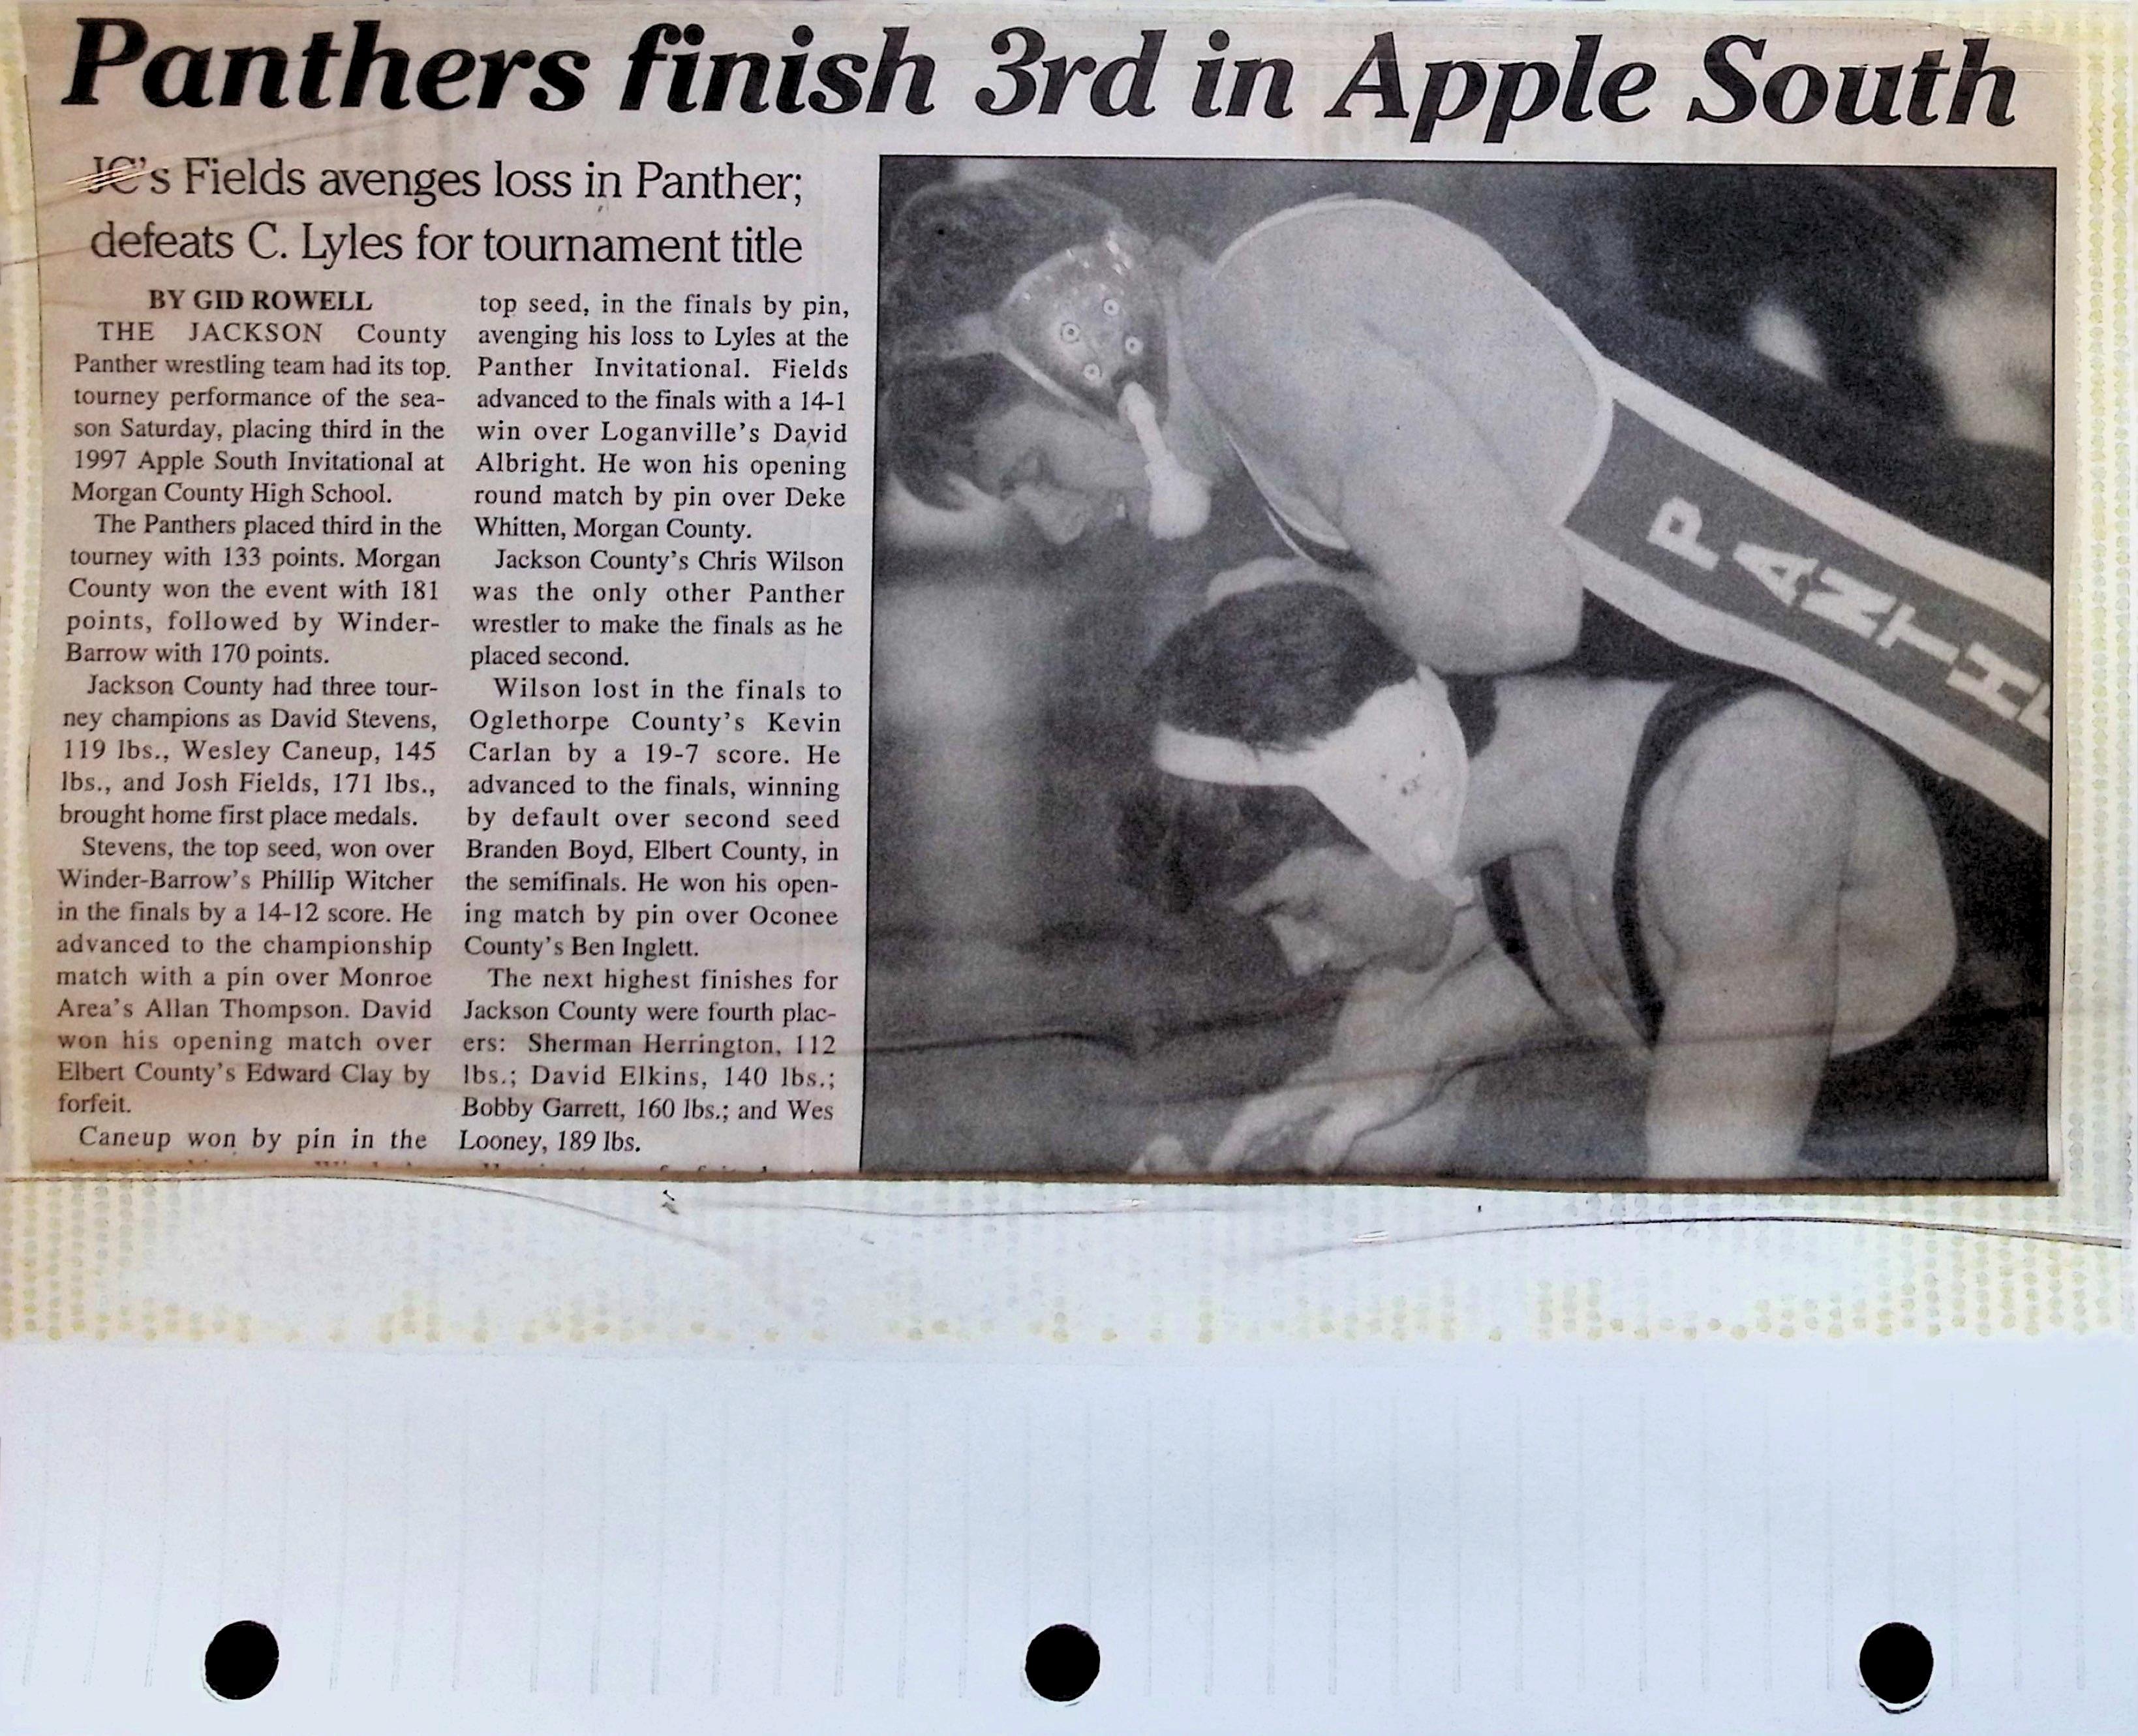 Panthers finish 3rd in Apple South
JC's Fields avenges loss in Panther;
defeats C. Lyles for tournament title
BY GID ROWELL
THE JACKSON County
Panther wrestling team had its top
tourney performance of the sea-
son Saturday, placing third in the
1997 Apple South Invitational at
Morgan County High School.
The Panthers placed third in the
tourney with 133 points. Morgan
County won the event with 181
points, followed by Winder-
Barrow with 170 points.
Jackson County had three tour-
ney champions as David Stevens,
119 lbs., Wesley Caneup, 145
lbs., and Josh Fields, 171 lbs.,
brought home first place medals.
Stevens, the top seed, won over
Winder-Barrow's Phillip Witcher
in the finals by a 14-12 score. He
advanced to the championship
match with a pin over Monroe
Area's Allan Thompson. David
won his opening match over
Elbert County's Edward Clay by
forfeit.
Caneup won by pin in the
top seed, in the finals by pin,
avenging his loss to Lyles at the
Panther Invitational. Fields
advanced to the finals with a 14-1
win over Loganville's David
Albright. He won his opening
round match by pin over Deke
Whitten, Morgan County.
Jackson County's Chris Wilson
was the only other Panther
wrestler to make the finals as he
placed second.
Wilson lost in the finals to
Oglethorpe County's Kevin
Carlan by a 19-7 score. He
advanced to the finals, winning
by default over second seed
Branden Boyd, Elbert County, in
the semifinals. He won his open-
ing match by pin over Oconee
County's Ben Inglett.
The next highest finishes for
Jackson County were fourth plac-
ers: Sherman Herrington, 112
lbs.; David Elkins, 140 lbs.;
Bobby Garrett, 160 lbs.; and Wes
Looney, 189 lbs.
PANTH